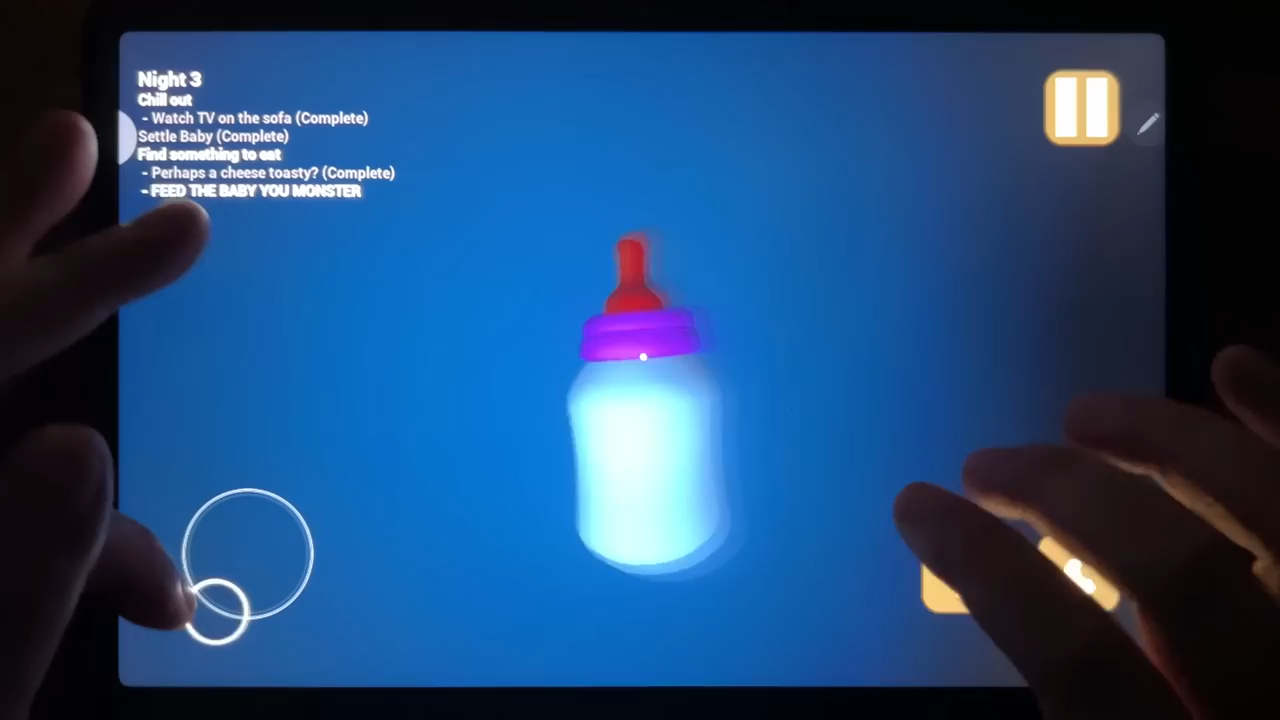 Night 3
Chill out
- Watch TV on the sofa (Complete)
Settle Baby (Complete)
Find something to eat
- Perhaps a cheese toasty? (Complete)
- FEED THE BABY YOU MONSTER